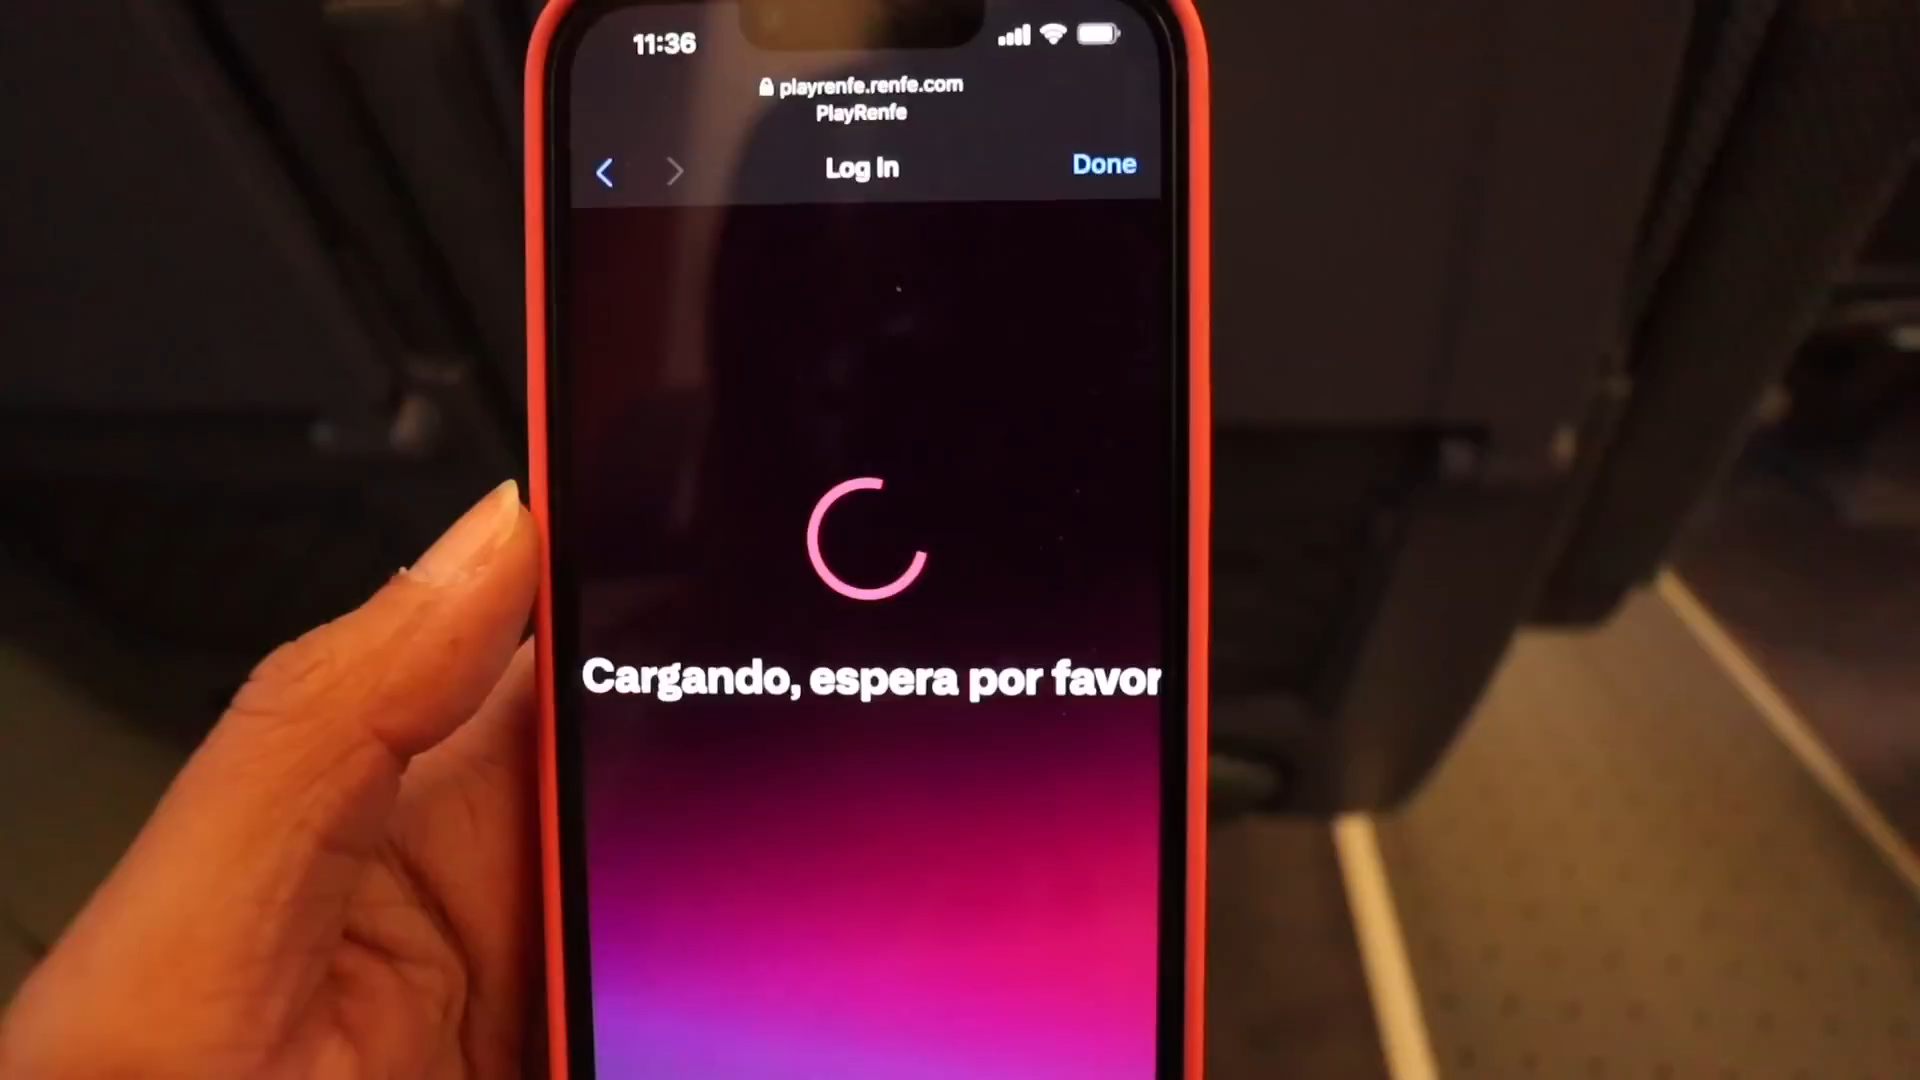 11:36
playrenfe.renfe.com
PlayRenfe
Log In
Done
Cargando, espera por favor